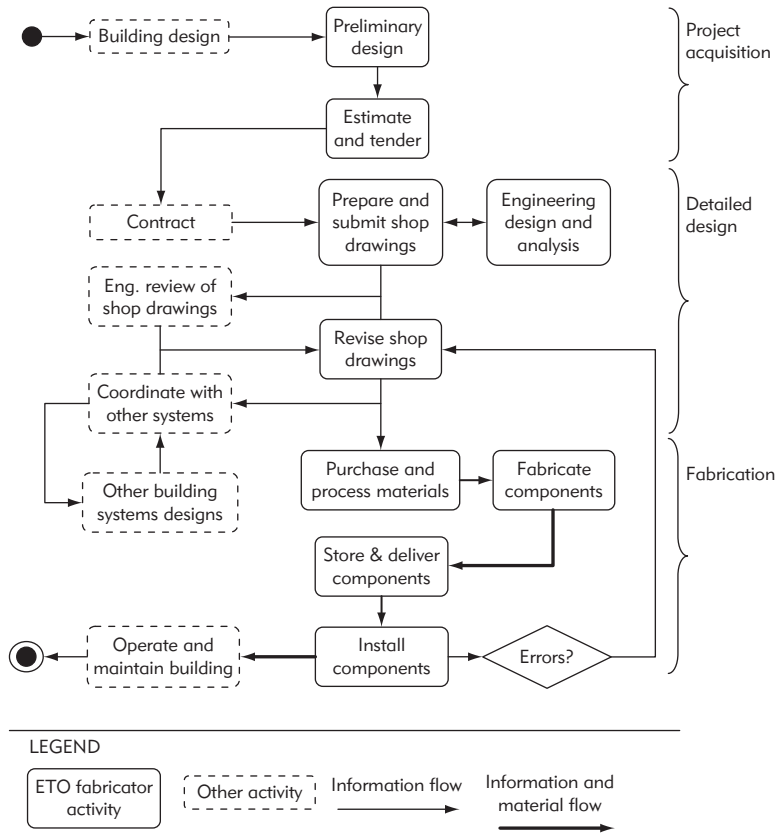 Building design
Preliminary
design
Project
acquisition
Estimate
and tender
Contract
Prepare and
submit shop
drawings
Engineering
design and
analysis
Detailed
design
Eng. review of
shop drawings
Revise shop
drawings
Coordinate with
other systems
Other building
systems designs
Purchase and
process materials
Fabricate
components
Fabrication
Store & deliver
components
Operate and
maintain building
Install
components
Errors?
LEGEND
ETO fabricator
activity
Other activity
Information flow
Information and
material flow